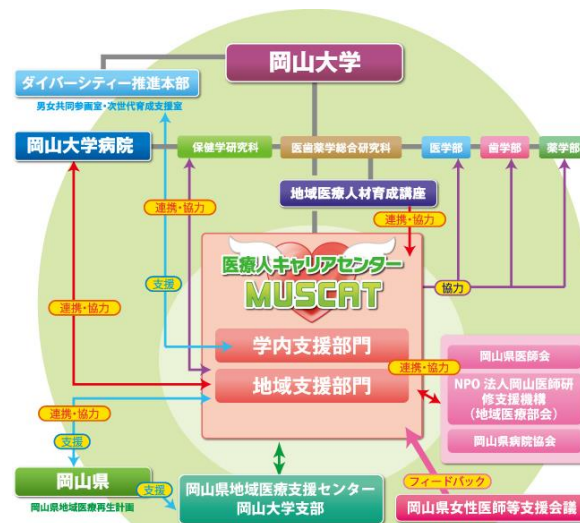 岡山大学
ダイバーシティー推進本部
男女共同参画室・次世代育成支援室
岡山大学病院
保健学研究科
医歯薬学総合研究科
医学部
歯学部
薬学部
地域医療人材育成講座
連携・協力
連携・協力
医療人キャリアセンター
MUSCAT
支援
協力
連携・協力
学内支援部門
地域支援部門
連携・協力
岡山県医師会
NPO法人岡山医師研
修支援機構
(地域医療部会)
岡山県病院協会
連携・協力
支援
岡山県
岡山県地域医療再生計画
支援
岡山県地域医療支援センター
岡山大学支部
フィードバック
岡山県女性医師等支援会議